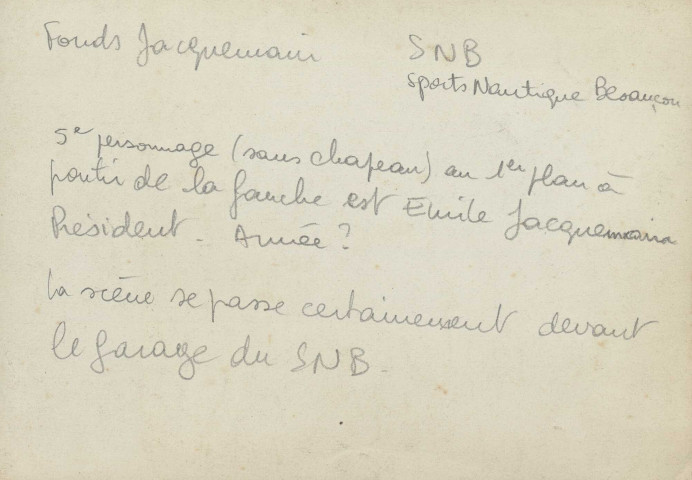 Fonds Jacquemain
SNB
Sports Nautique Besançon
5e personnage (sans chapeau) au 1er plan à
partir de la gauche est Emile Jacquemain
Président - Année ?
La scène se passe certainement devant
le garage du SNB.